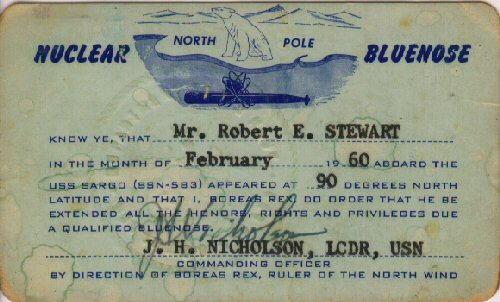 NUCLEAR NORTH POLE BLUENOSE
KNOW YE, THAT Mr. Robert E. STEWART
IN THE MONTH OF February 1960 ABOARD THE
USS SARGO (SSN-583) APPEARED AT 90 DEGREES NORTH
LATITUDE AND THAT I, BOREAS REX DO ORDER THAT HE
BE EXTENDED ALL THE HONORS, RIGHTS AND PRIVILEGES DUE
A QUALIFIED BLUENOSE.
J. H. NICHOLSON, LCDR, USN
COMMANDING OFFICER
BY DIRECTION OF BOREAS REX, RULER OF THE NORTH WIND